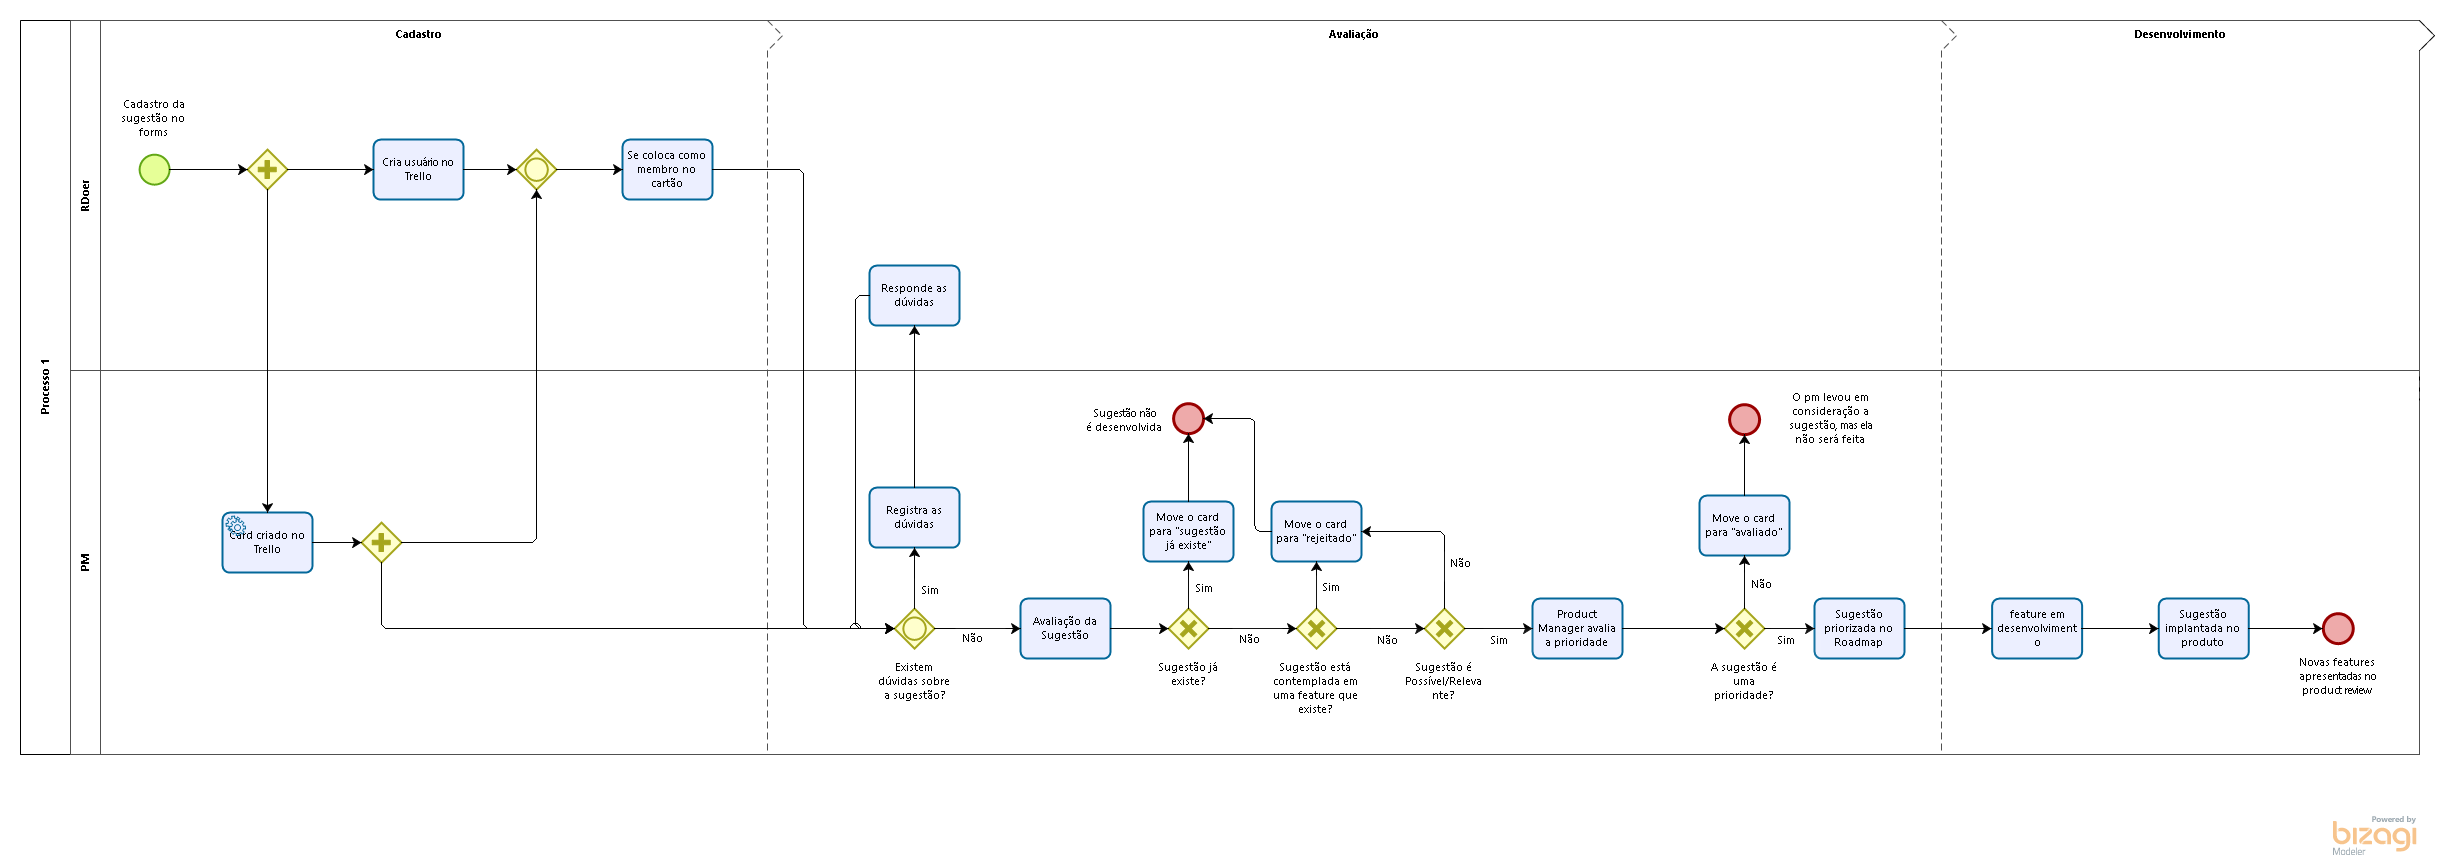 Cadastro
Avaliação
Desenvolvimento
Processo 1
RDoer
PM
Cadastro da
sugestão no
forms
Cria usuário no
Trello
Se coloca como
membro no
cartão
Responde as
dúvidas
Registra as
dúvidas
Sim
Card criado no
Trello
Existem
dúvidas sobre
a sugestão?
Não
Avaliação da
Sugestão
Sugestão não
é desenvolvida
Move o card
para "sugestão
já existe"
Sim
Sugestão já
existe?
Não
Move o card
para "rejeitado"
Sim
Sugestão está
contemplada em
uma feature que
existe?
Não
Não
Sugestão é
Possível/Releva
nte?
Sim
Product
Manager avalia
a prioridade
O pm levou em
consideração a
sugestão, mas ela
não será feita
Move o card
para "avaliado"
Não
A sugestão é
uma
prioridade?
Sim
Sugestão
priorizada no
Roadmap
feature em
desenvolviment
o
Sugestão
implantada no
produto
Novas features
apresentadas no
product review
Powered by
bizagi
Modeler